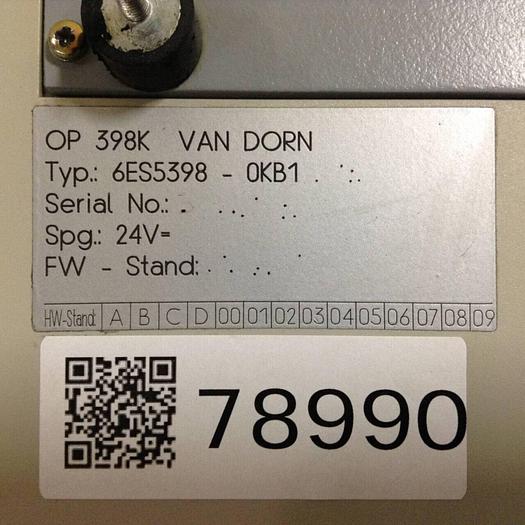 OP 398K VAN DORN
Typ.: 6ES5398 - 0KB1
Serial No.:
Spg.: 24V=
FW - Stand:
HW-Stand: A B C D 00 01 02 03 04 05 06 07 08 09
78990